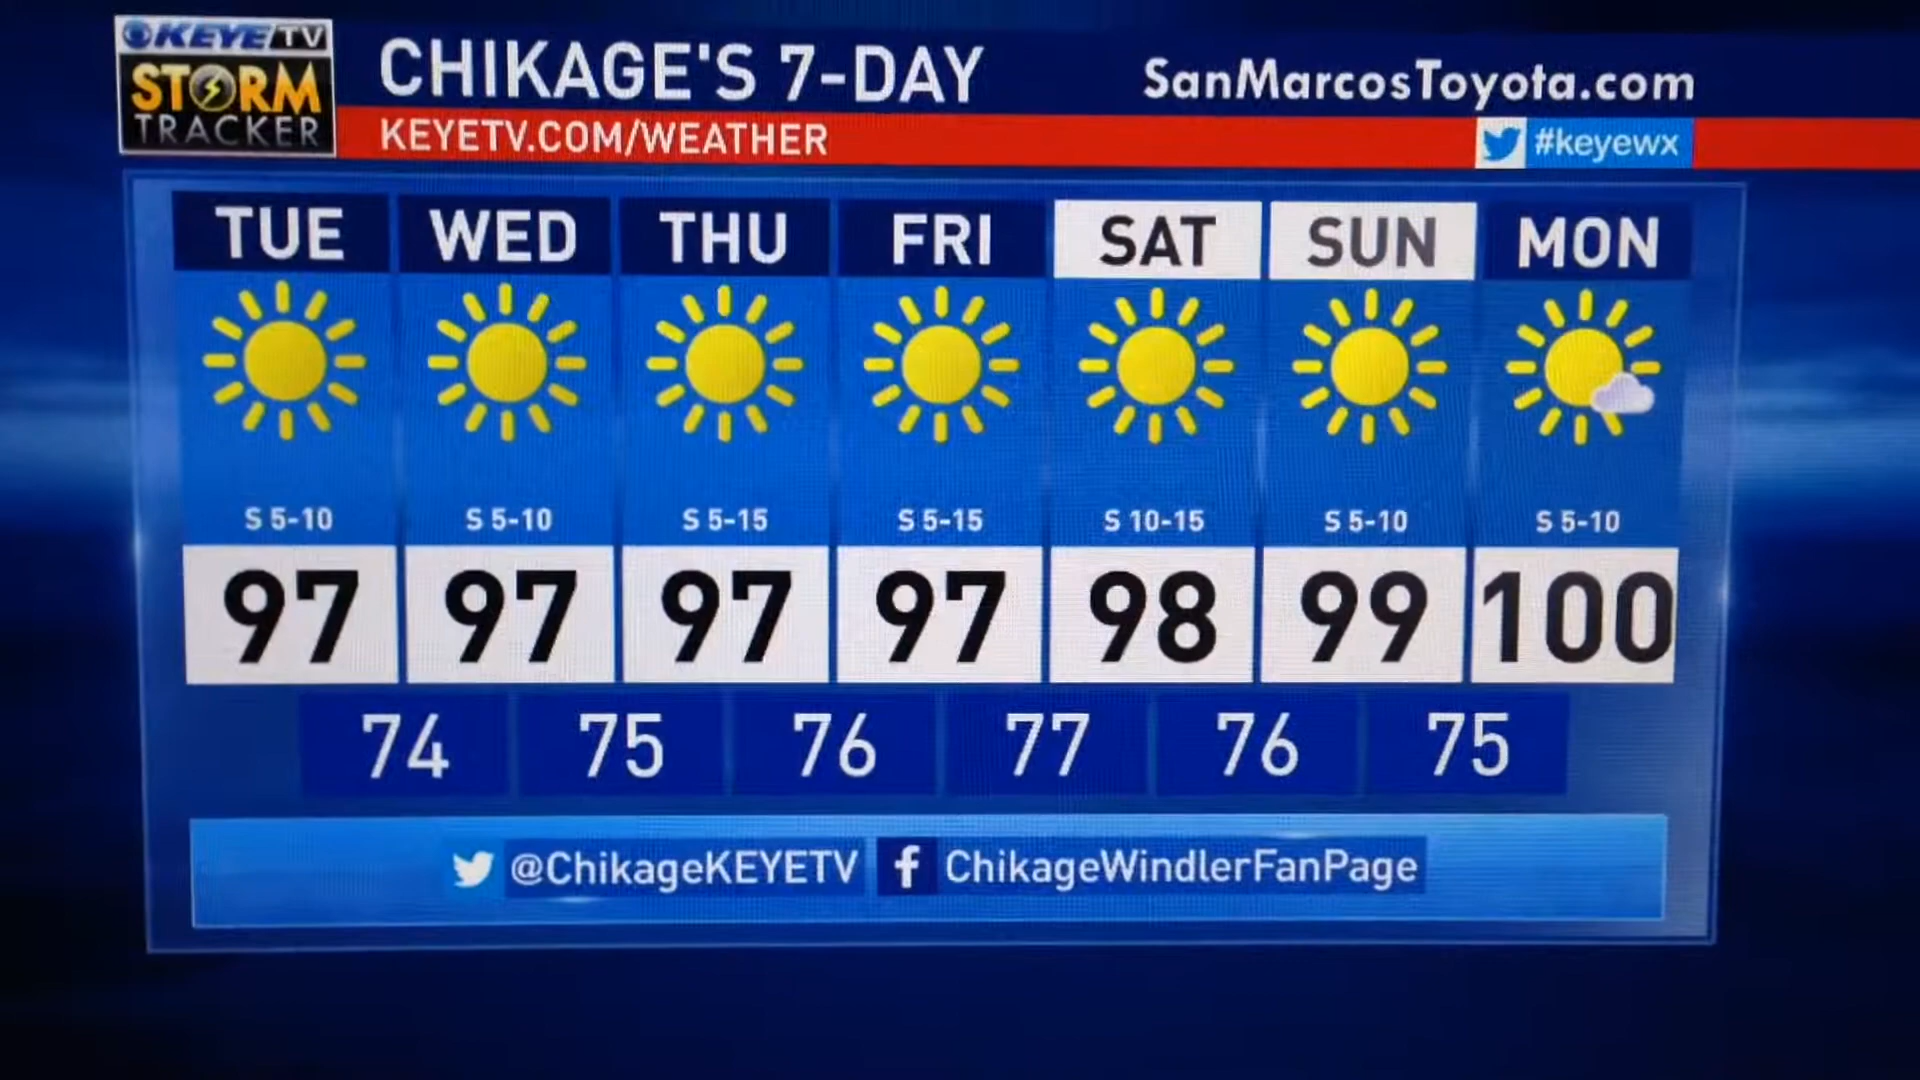 KEYE TV
STORM
TRACKER
CHIKAGE'S 7-DAY
SanMarcosToyota.com
KEYETV.COM/WEATHER
#keyewx
TUE WED THU FRI SAT SUN MON
S 5-10 S 5-10 S 5-15 S 5-15 S 10-15 S 5-10 S 5-10
97 97 97 97 98 99 100
74 75 76 77 76 75
@ChikageKEYETV ChikageWindlerFanPage